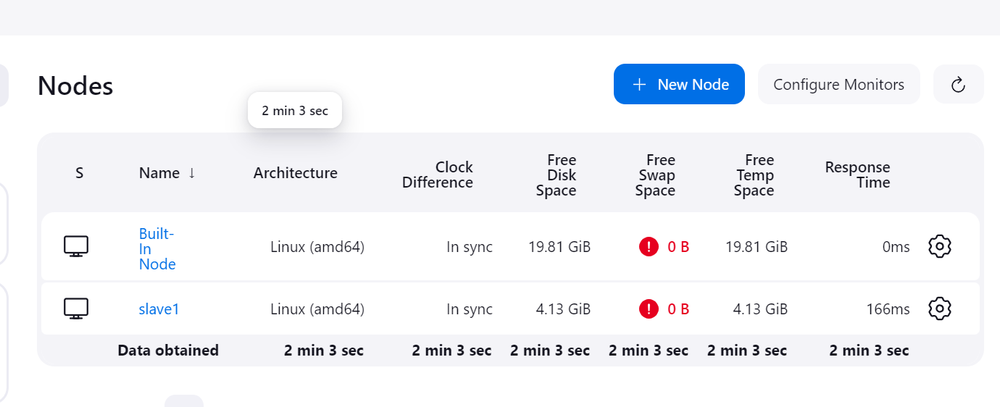 Nodes
+ New Node
Configure Monitors
2 min 3 sec
S
Name ↓
Architecture
Clock
Difference
Free
Disk
Space
Free
Swap
Space
Free
Temp
Space
Response
Time
Built-
In
Node
Linux (amd64)
In sync
19.81 GiB
0 B
19.81 GiB
0ms
slave1
Linux (amd64)
In sync
4.13 GiB
0 B
4.13 GiB
166ms
Data obtained
2 min 3 sec
2 min 3 sec
2 min 3 sec
2 min 3 sec
2 min 3 sec
2 min 3 sec